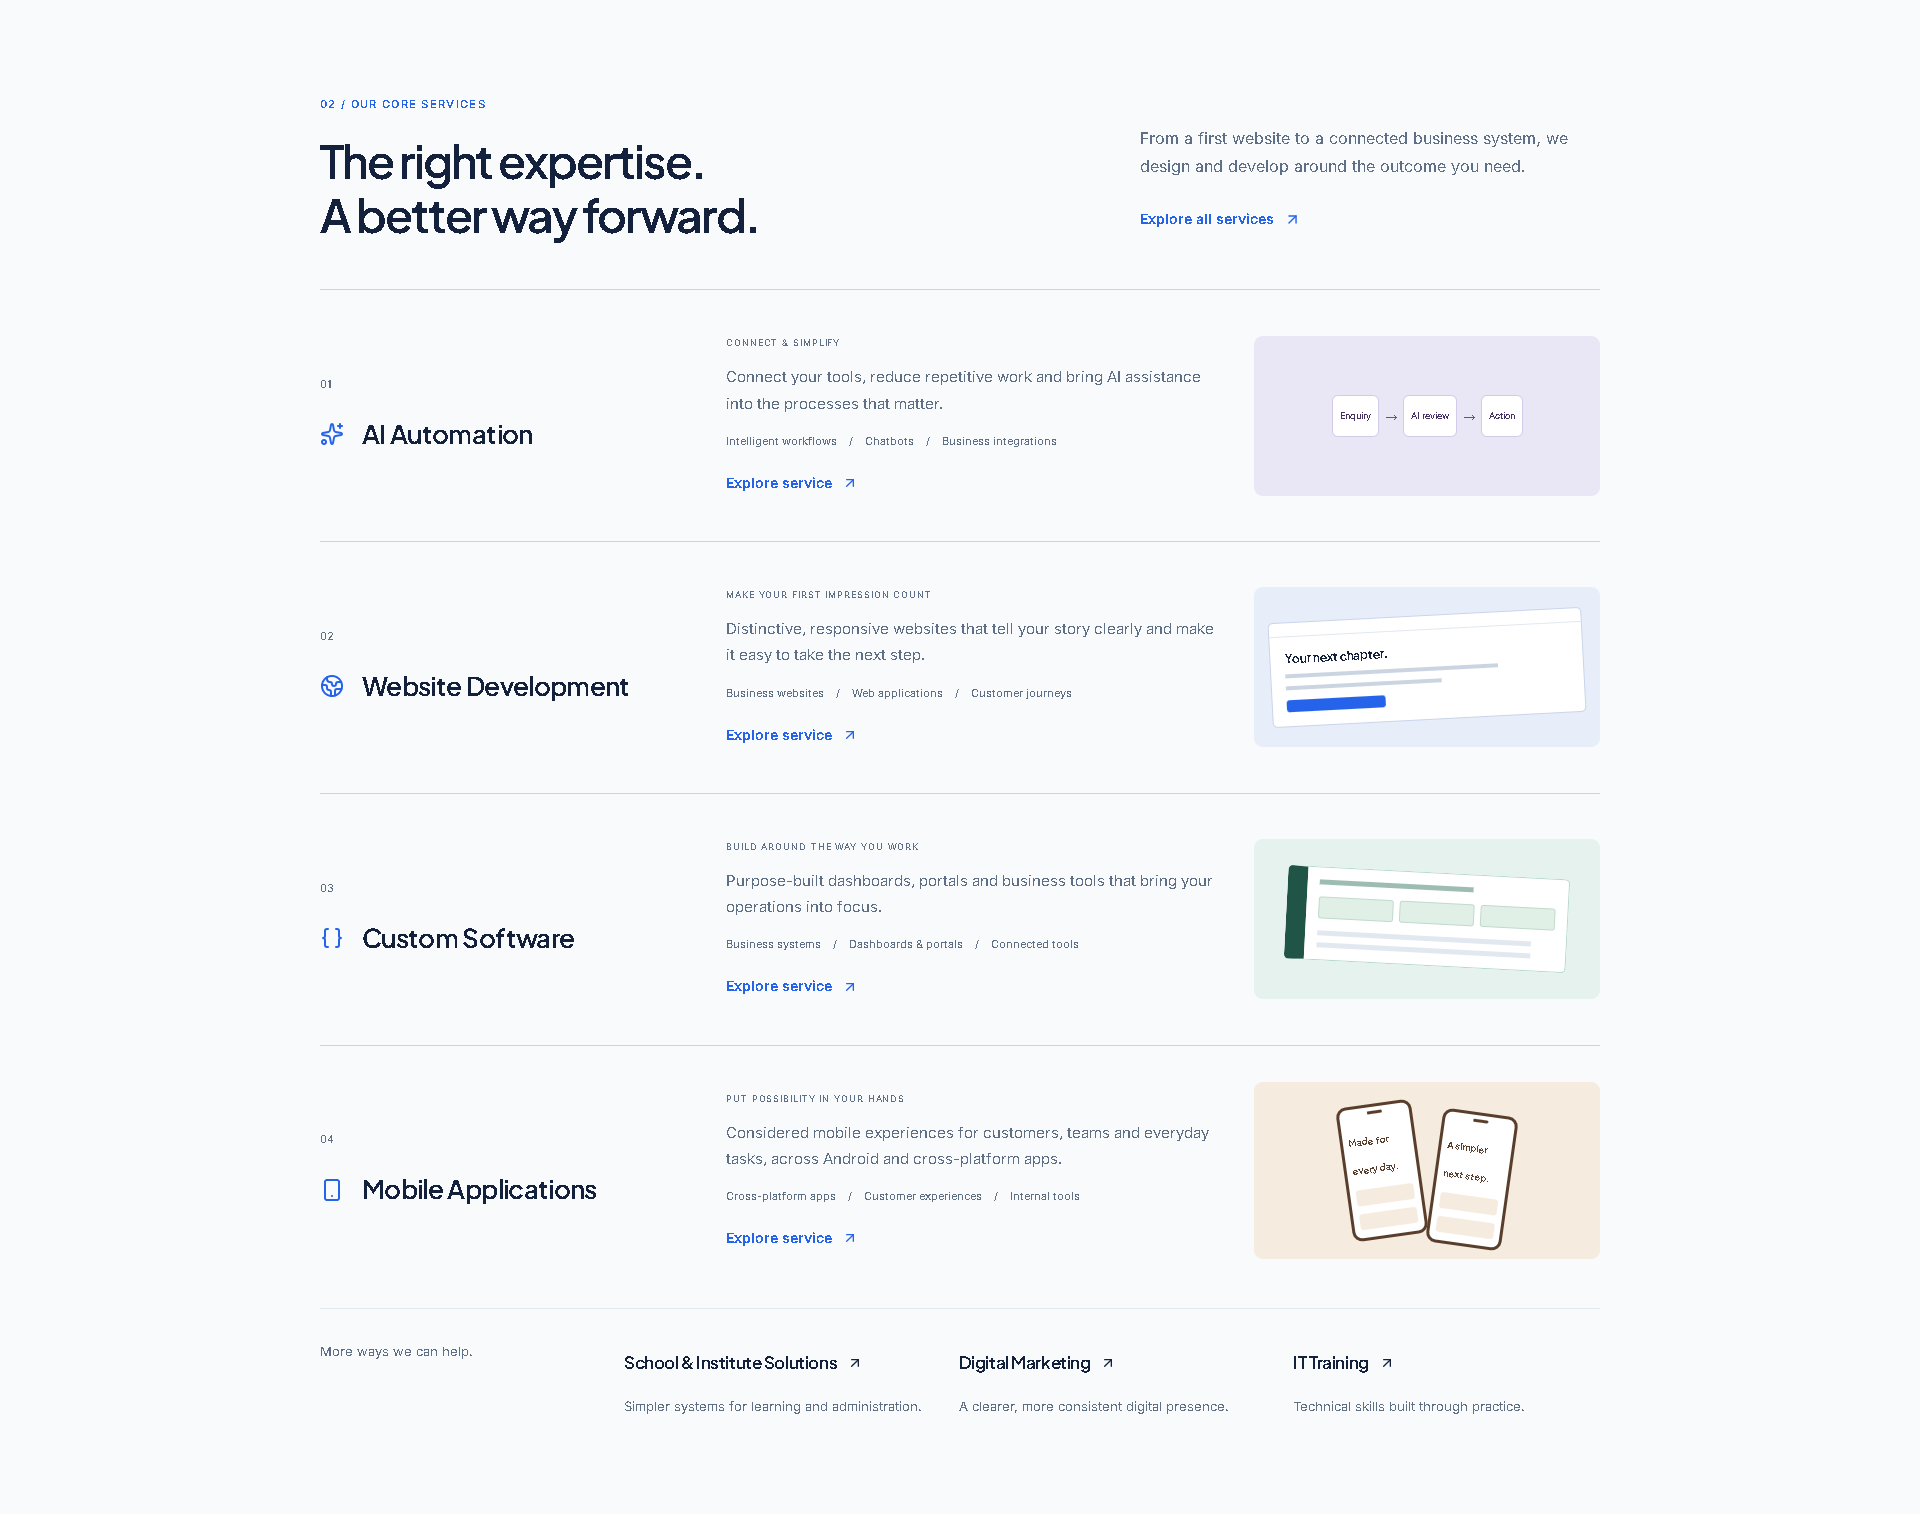 02 / OUR CORE SERVICES
The right expertise.
A better way forward.
From a first website to a connected business system, we
design and develop around the outcome you need.
Explore all services
01
AI Automation
CONNECT & SIMPLIFY
Connect your tools, reduce repetitive work and bring AI assistance
into the processes that matter.
Intelligent workflows / Chatbots / Business integrations
Explore service
Enquiry → AI review → Action
02
Website Development
MAKE YOUR FIRST IMPRESSION COUNT
Distinctive, responsive websites that tell your story clearly and make
it easy to take the next step.
Business websites / Web applications / Customer journeys
Explore service
Your next chapter.
03
Custom Software
BUILD AROUND THE WAY YOU WORK
Purpose-built dashboards, portals and business tools that bring your
operations into focus.
Business systems / Dashboards & portals / Connected tools
Explore service
04
Mobile Applications
PUT POSSIBILITY IN YOUR HANDS
Considered mobile experiences for customers, teams and everyday
tasks, across Android and cross-platform apps.
Cross-platform apps / Customer experiences / Internal tools
Explore service
Made for
every day.
A simpler
next step.
More ways we can help.
School & Institute Solutions
Simpler systems for learning and administration.
Digital Marketing
A clearer, more consistent digital presence.
IT Training
Technical skills built through practice.